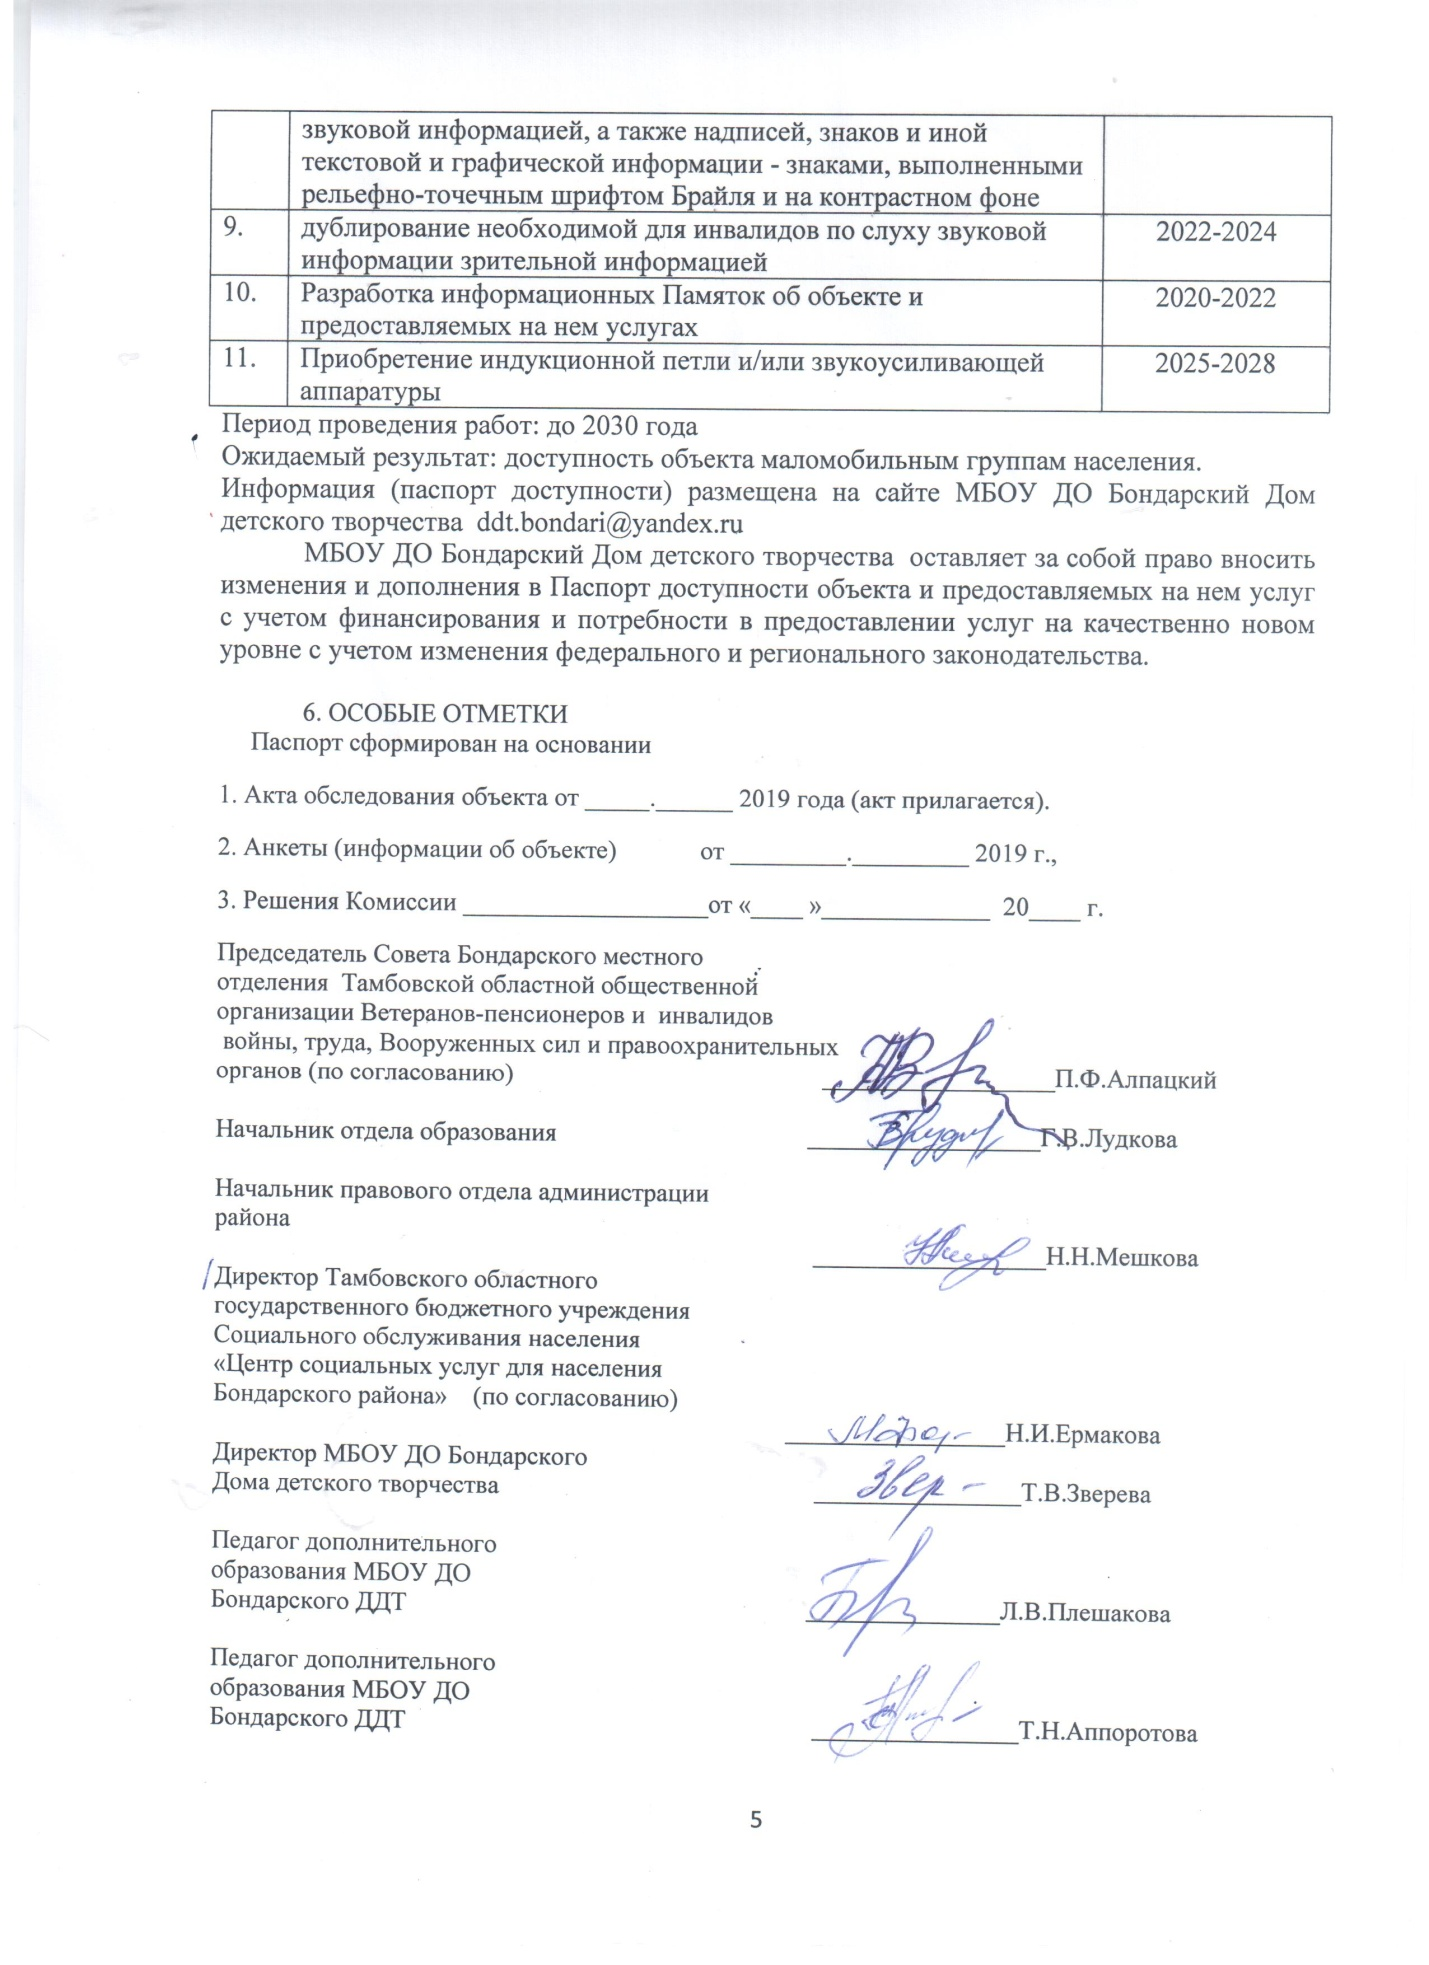 звуковой информацией, а также надписей, знаков и иной
текстовой и графической информации - знаками, выполненными
рельефно-точечным шрифтом Брайля и на контрастном фоне
9. дублирование необходимой для инвалидов по слуху звуковой 2022-2024
информации зрительной информацией
10. Разработка информационных Памяток об объекте и 2020-2022
предоставляемых на нем услугах
11. Приобретение индукционной петли и/или звукоусиливающей 2025-2028
аппаратуры
Период проведения работ: до 2030 года
Ожидаемый результат: доступность объекта маломобильным группам населения.
Информация (паспорт доступности) размещена на сайте МБОУ ДО Бондарский Дом
детского творчества ddt.bondari@yandex.ru
МБОУ ДО Бондарский Дом детского творчества оставляет за собой право вносить
изменения и дополнения в Паспорт доступности объекта и предоставляемых на нем услуг
с учетом финансирования и потребности в предоставлении услуг на качественно новом
уровне с учетом изменения федерального и регионального законодательства.
6. ОСОБЫЕ ОТМЕТКИ
Паспорт сформирован на основании
1. Акта обследования объекта от _____.______ 2019 года (акт прилагается).
2. Анкеты (информации об объекте) от _________._________ 2019 г.,
3. Решения Комиссии ___________________от «____ »_____________ 20____ г.
Председатель Совета Бондарского местного
отделения Тамбовской областной общественной
организации Ветеранов-пенсионеров и инвалидов
войны, труда, Вооруженных сил и правоохранительных
органов (по согласованию) __________________П.Ф.Алпацкий
Начальник отдела образования __________________Г.В.Лудкова
Начальник правового отдела администрации
района
__________________Н.Н.Мешкова
Директор Тамбовского областного
государственного бюджетного учреждения
Социального обслуживания населения
«Центр социальных услуг для населения
Бондарского района» (по согласованию)
_________________Н.И.Ермакова
Директор МБОУ ДО Бондарского
Дома детского творчества Звер ________________Т.В.Зверева
Педагог дополнительного
образования МБОУ ДО
Бондарского ДДТ _______________Л.В.Плешакова
Педагог дополнительного
образования МБОУ ДО
Бондарского ДДТ ________________Т.Н.Аппоротова
5